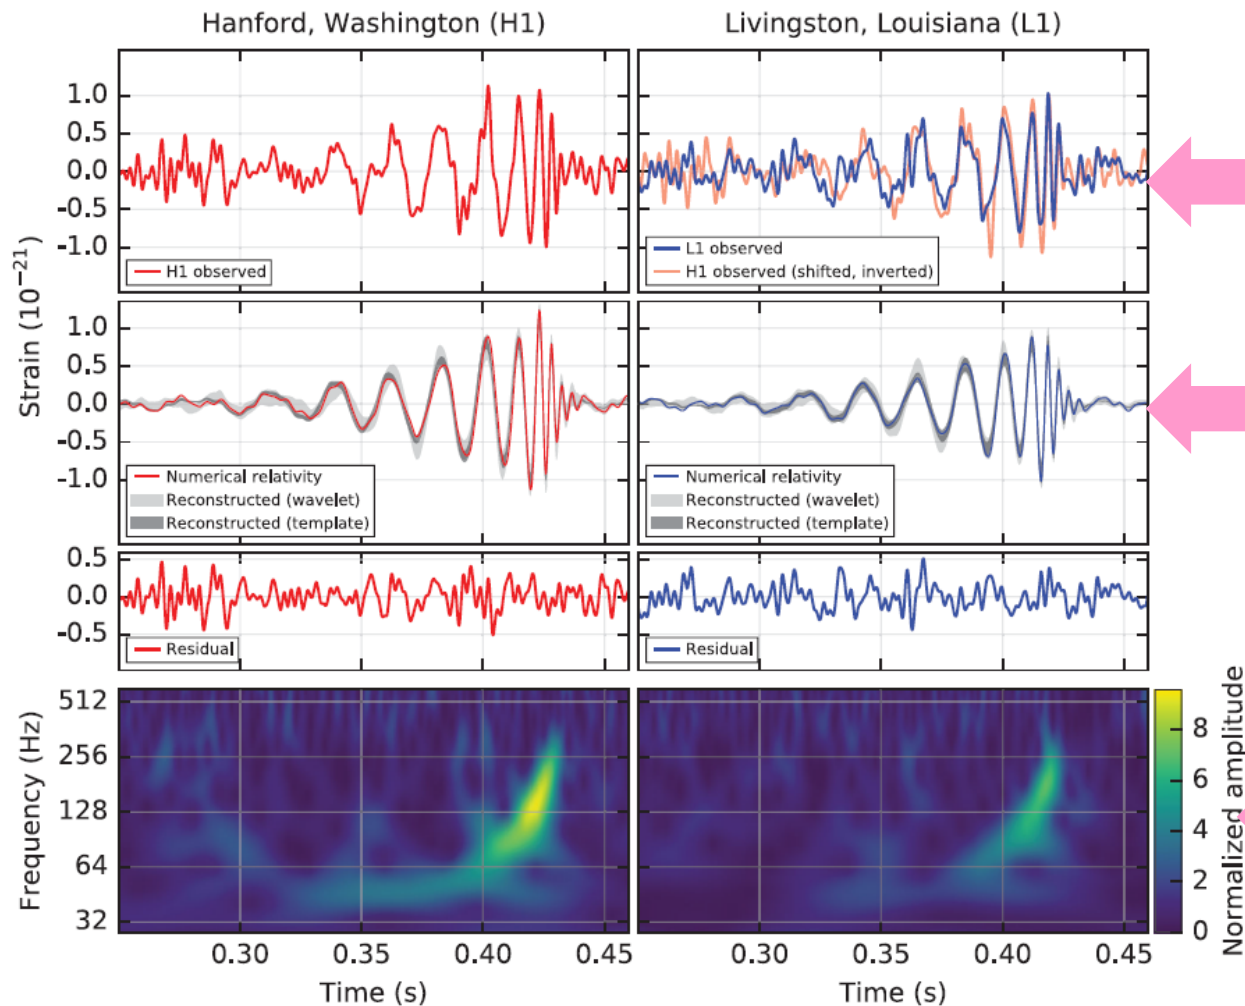 Hanford, Washington (H1)
Livingston, Louisiana (L1)
Strain (10⁻²¹)
1.0
0.5
0.0
-0.5
-1.0
H1 observed
L1 observed
H1 observed (shifted, inverted)
1.0
0.5
0.0
-0.5
-1.0
Numerical relativity
Reconstructed (wavelet)
Reconstructed (template)
Numerical relativity
Reconstructed (wavelet)
Reconstructed (template)
0.5
0.0
-0.5
Residual
Residual
Frequency (Hz)
512
256
128
64
32
8
6
4
2
0
Normalized amplitude
0.30
0.35
0.40
0.45
0.30
0.35
0.40
0.45
Time (s)
Time (s)